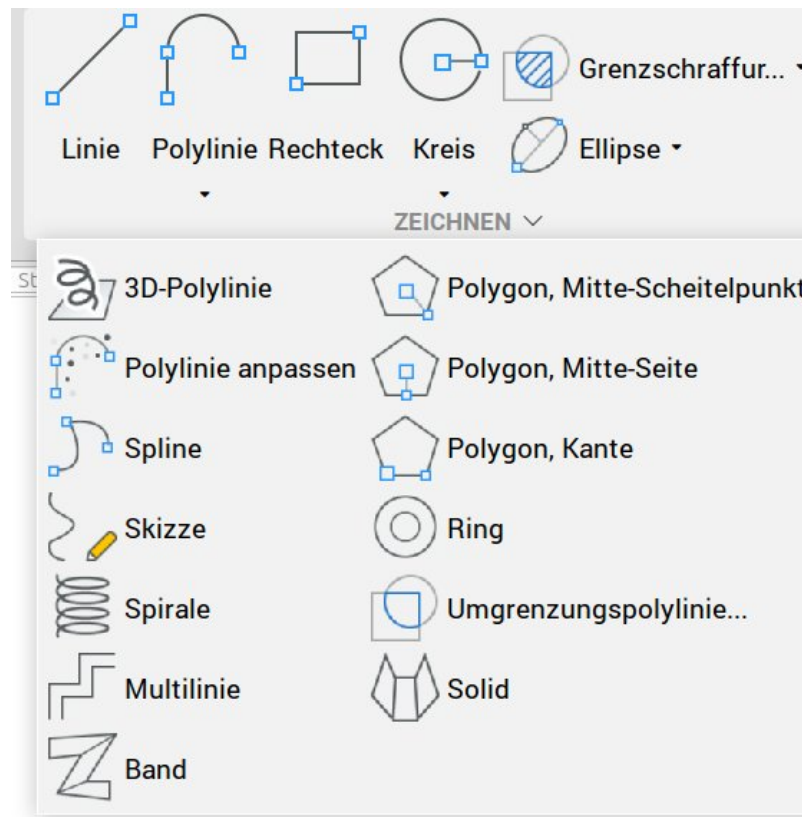 Grenzschraffur...
Linie Polylinie Rechteck Kreis Ellipse
ZEICHNEN
St
3D-Polylinie Polygon, Mitte-Scheitelpunkt
Polylinie anpassen Polygon, Mitte-Seite
Spline Polygon, Kante
Skizze Ring
Spirale Umgrenzungspolylinie...
Multilinie Solid
Band